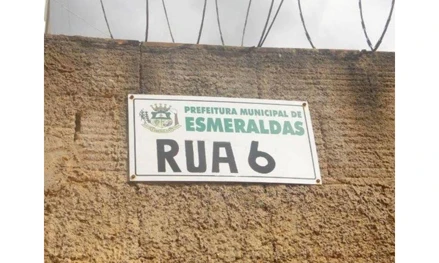 PREFEITURA MUNICIPAL DE
ESMERALDAS
RUA 6